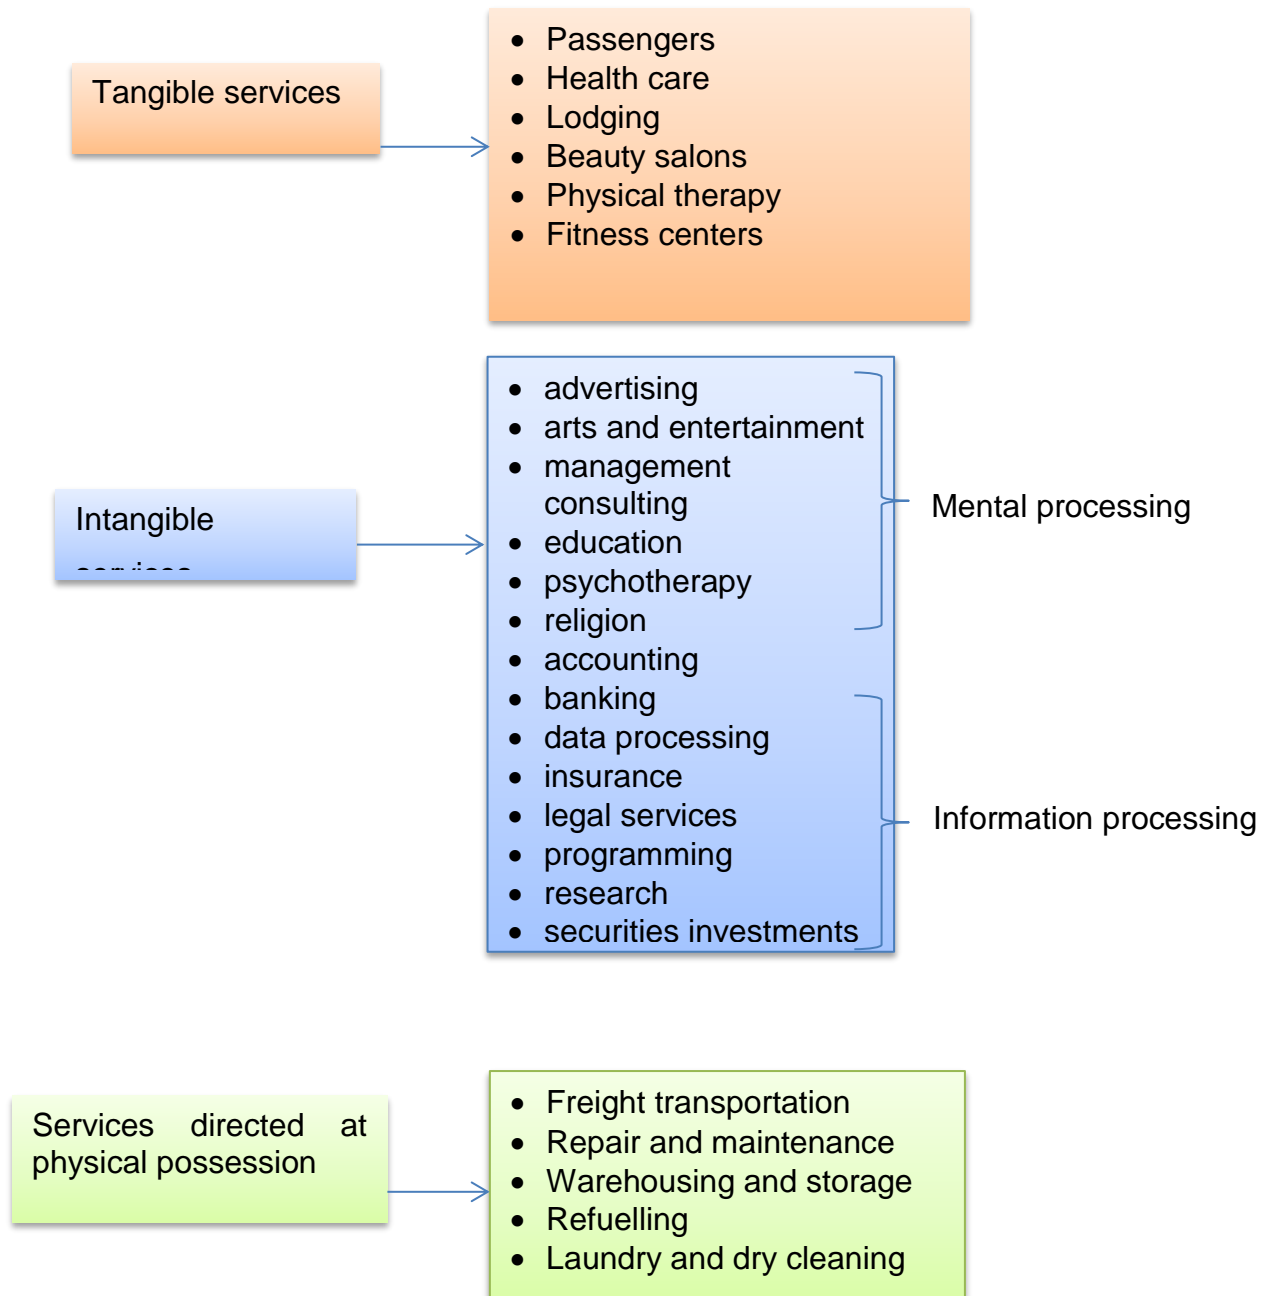 Tangible services
• Passengers
• Health care
• Lodging
• Beauty salons
• Physical therapy
• Fitness centers
Intangible
services
• advertising
• arts and entertainment
• management
consulting
• education
• psychotherapy
• religion
• accounting
• banking
• data processing
• insurance
• legal services
• programming
• research
• securities investments
Mental processing
Information processing
Services directed at
physical possession
• Freight transportation
• Repair and maintenance
• Warehousing and storage
• Refuelling
• Laundry and dry cleaning